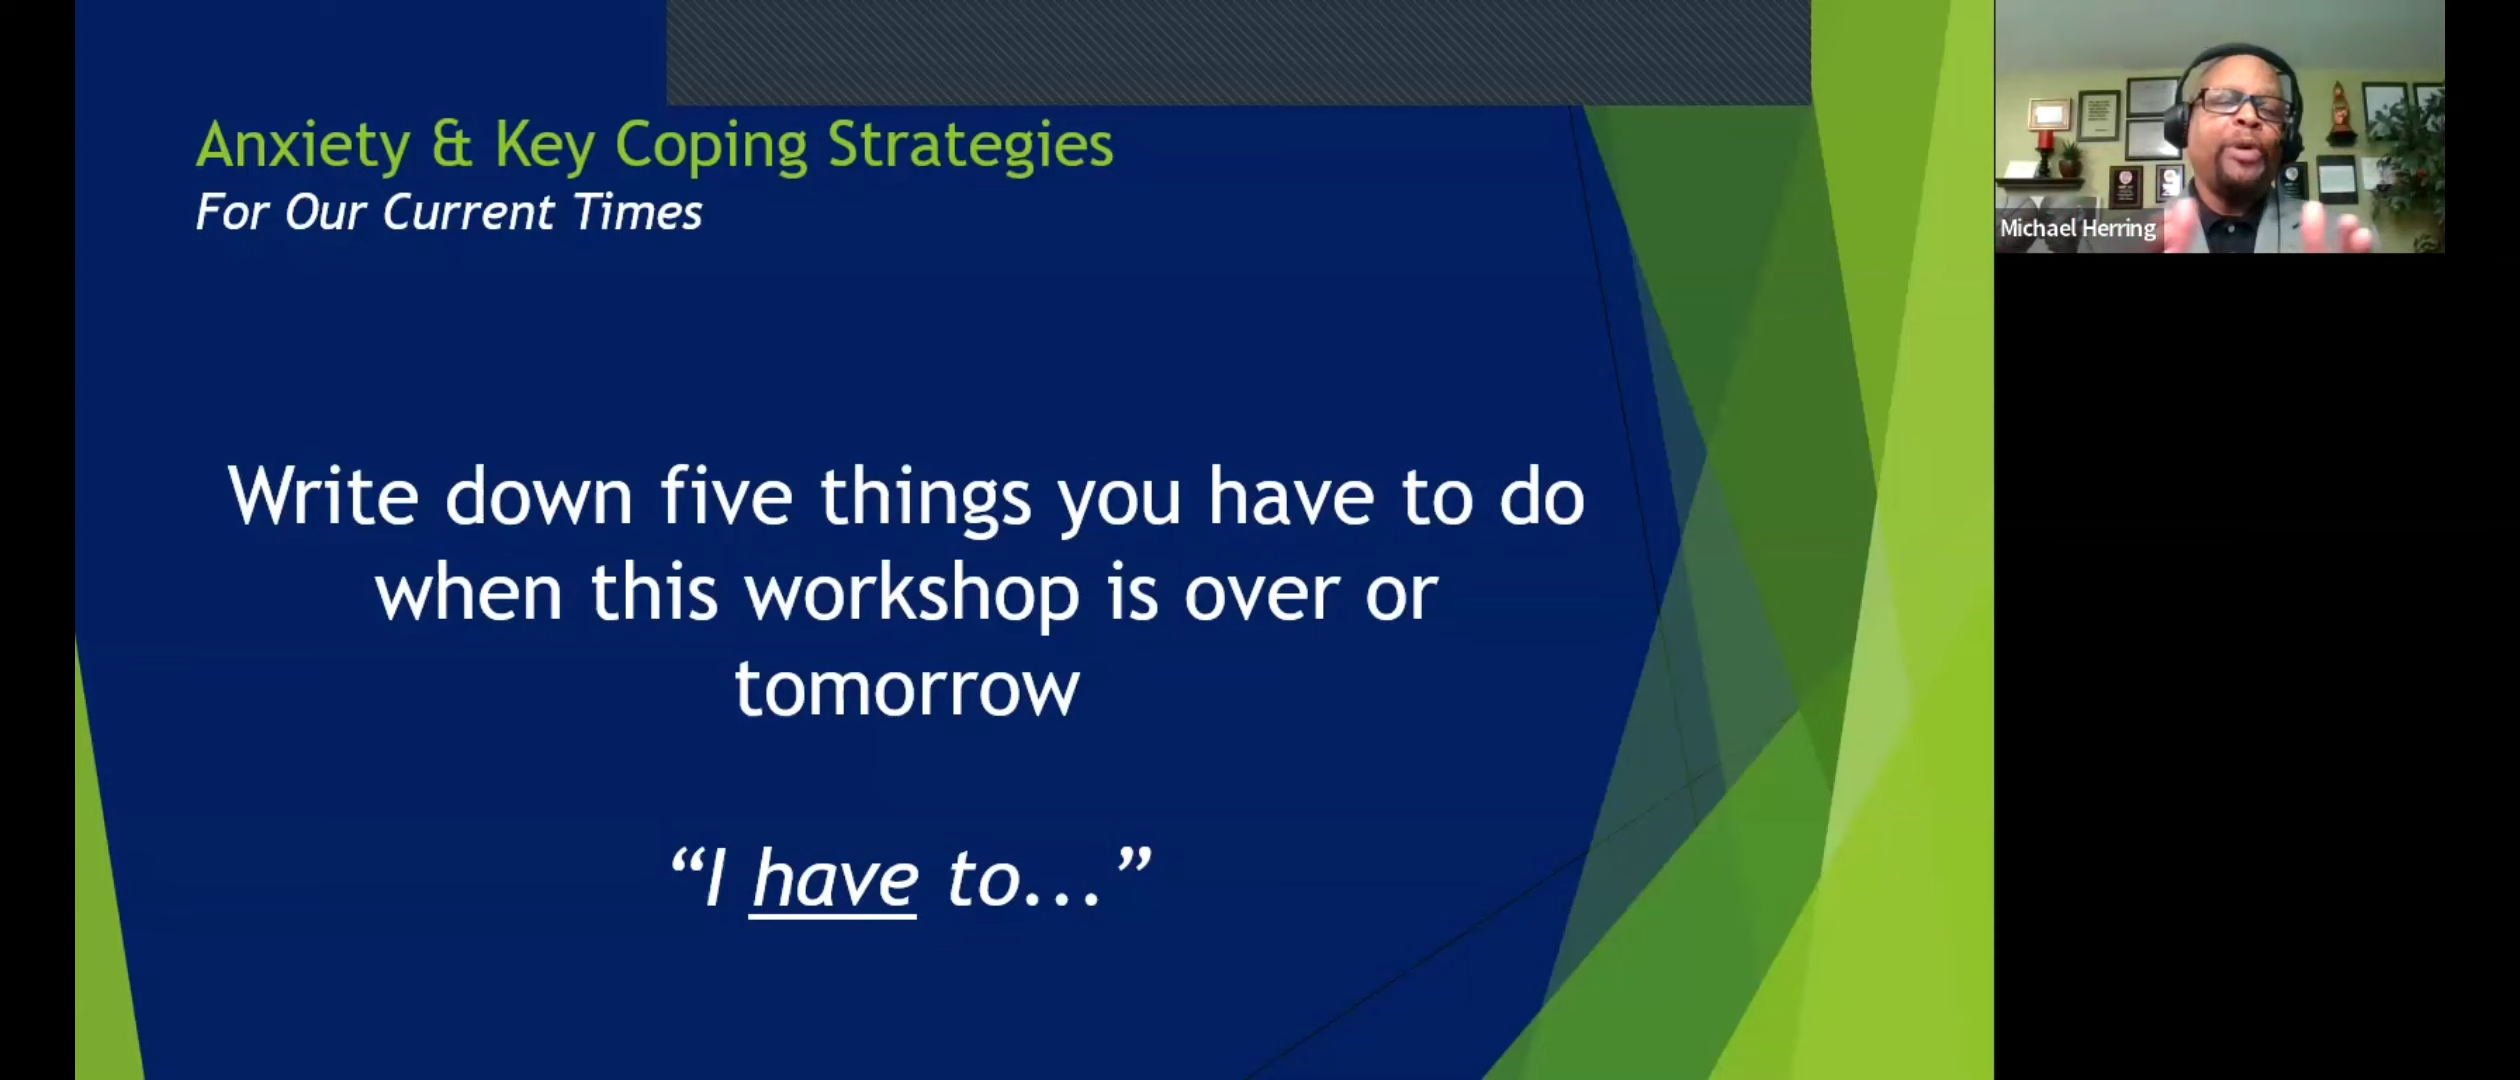 Anxiety & Key Coping Strategies
For Our Current Times
Write down five things you have to do
when this workshop is over or
tomorrow
“I have to...”
Michael Herring